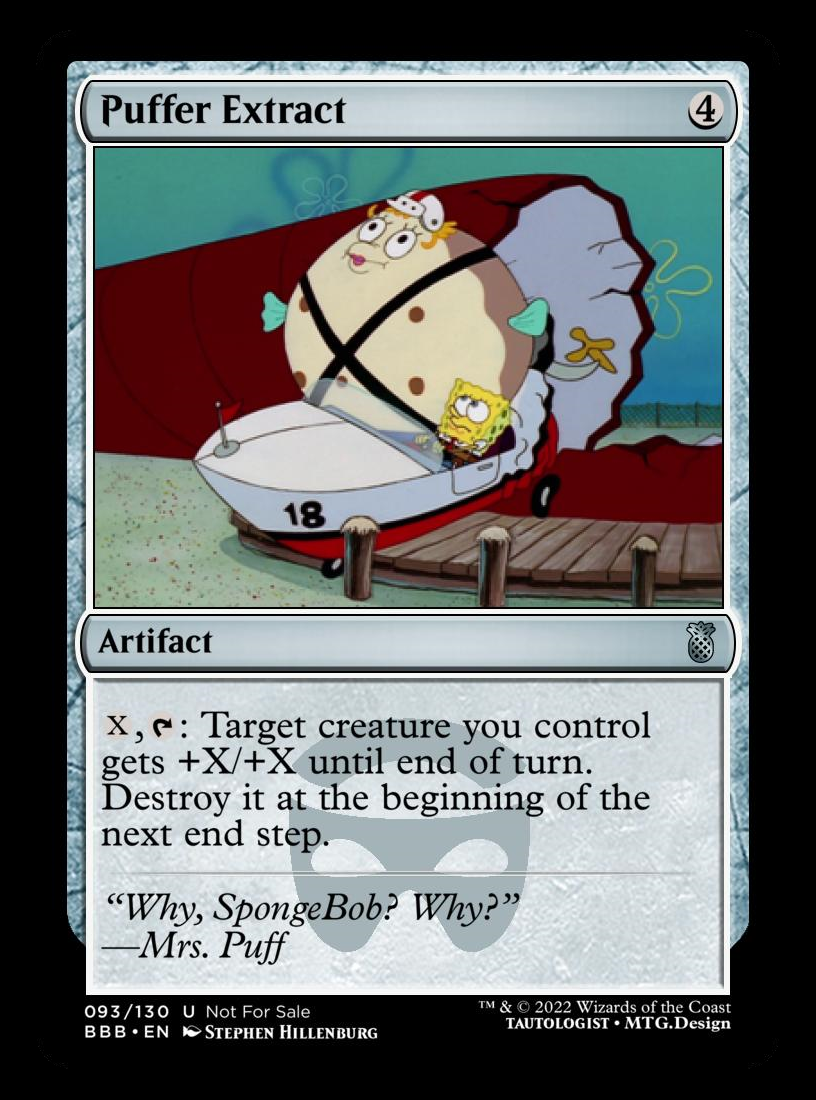 Puffer Extract 4
18
Artifact
X, : Target creature you control
gets +X/+X until end of turn.
Destroy it at the beginning of the
next end step.
“Why, SpongeBob? Why?”
—Mrs. Puff
093/130 U Not For Sale
BBB • EN STEPHEN HILLENBURG
™ & © 2022 Wizards of the Coast
TAUTOLOGIST • MTG.Design